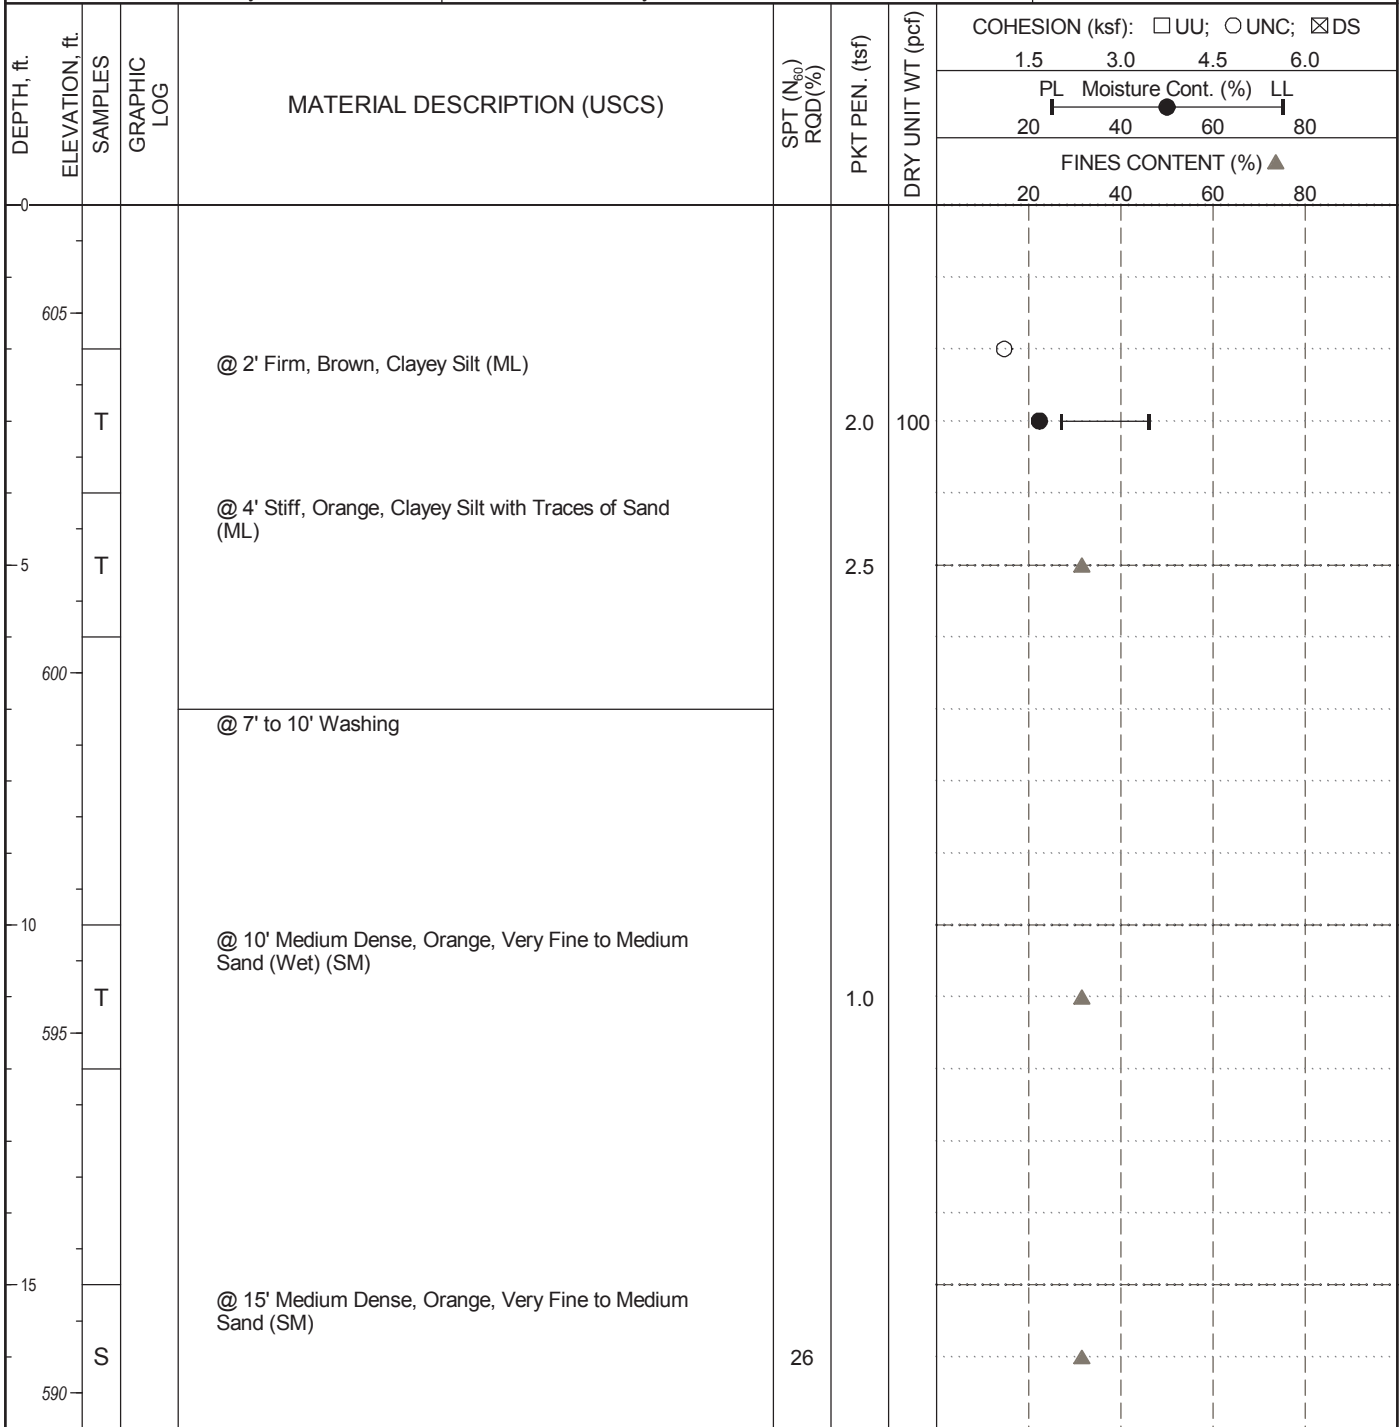 DEPTH, ft.
ELEVATION, ft.
SAMPLES
GRAPHIC
LOG
MATERIAL DESCRIPTION (USCS)
SPT (N60)
RQD(%)
PKT PEN. (tsf)
DRY UNIT WT (pcf)
COHESION (ksf): UU; UNC; DS
1.5 3.0 4.5 6.0
PL Moisture Cont. (%) LL
20 40 60 80
FINES CONTENT (%)
20 40 60 80
0
605
@ 2' Firm, Brown, Clayey Silt (ML)
T 2.0 100
@ 4' Stiff, Orange, Clayey Silt with Traces of Sand
(ML)
5 T 2.5
600
@ 7' to 10' Washing
10
@ 10' Medium Dense, Orange, Very Fine to Medium
Sand (Wet) (SM)
T 1.0
595
15
@ 15' Medium Dense, Orange, Very Fine to Medium
Sand (SM)
S 26
590